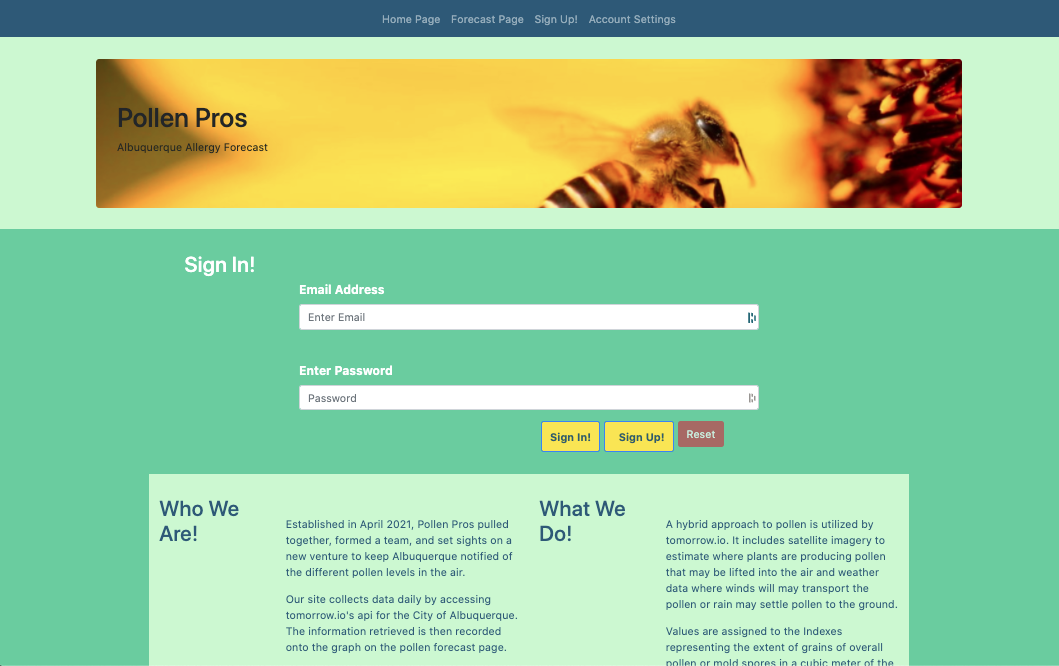 Home Page Forecast Page Sign Up! Account Settings
Pollen Pros
Albuquerque Allergy Forecast
Sign In!
Email Address
Enter Email
Enter Password
Password
Sign In! Sign Up! Reset
Who We
Are!
Established in April 2021, Pollen Pros pulled
together, formed a team, and set sights on a
new venture to keep Albuquerque notified of
the different pollen levels in the air.
Our site collects data daily by accessing
tomorrow.io's api for the City of Albuquerque.
The information retrieved is then recorded
onto the graph on the pollen forecast page.
What We
Do!
A hybrid approach to pollen is utilized by
tomorrow.io. It includes satellite imagery to
estimate where plants are producing pollen
that may be lifted into the air and weather
data where winds will may transport the
pollen or rain may settle pollen to the ground.
Values are assigned to the Indexes
representing the extent of grains of overall
pollen or mold spores in a cubic meter of the